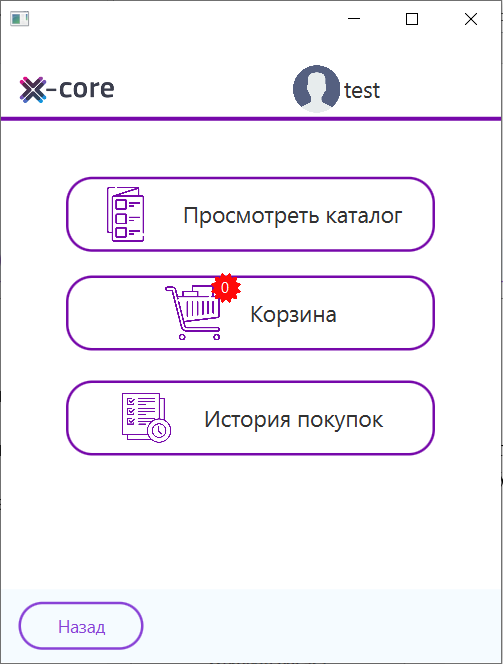 X-core
test
Просмотреть каталог
0
Корзина
История покупок
Назад